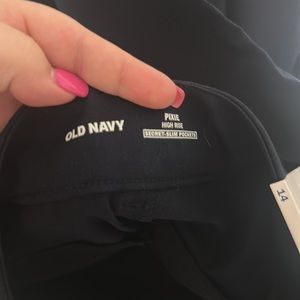 OLD NAVY
PIXIE
HIGH RISE
SECRET-SLIM POCKETS
14